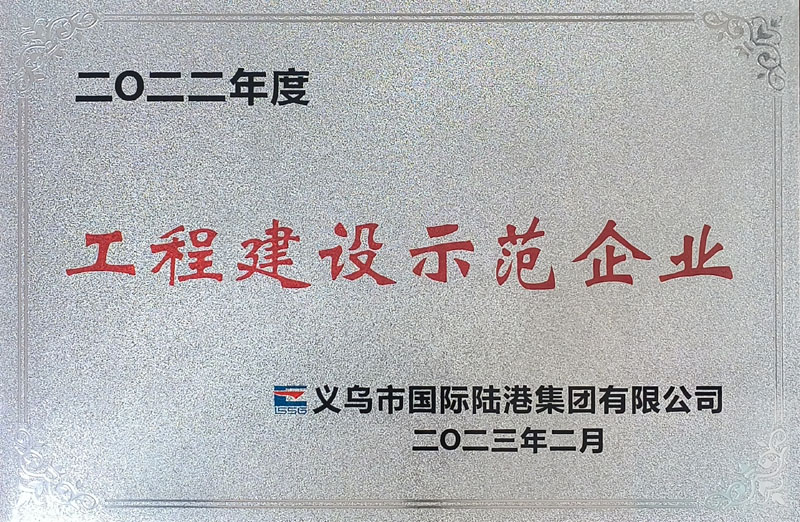 二〇二二年度
工程建设示范企业
义乌市国际陆港集团有限公司
二〇二三年二月